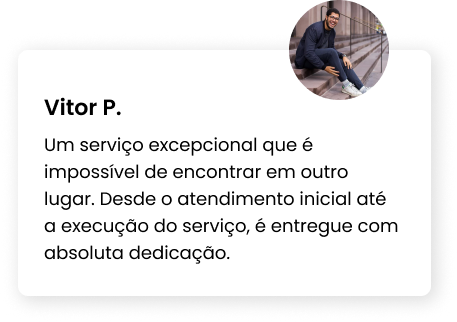 Vitor P.
Um serviço excepcional que é
impossível de encontrar em outro
lugar. Desde o atendimento inicial até
a execução do serviço, é entregue com
absoluta dedicação.